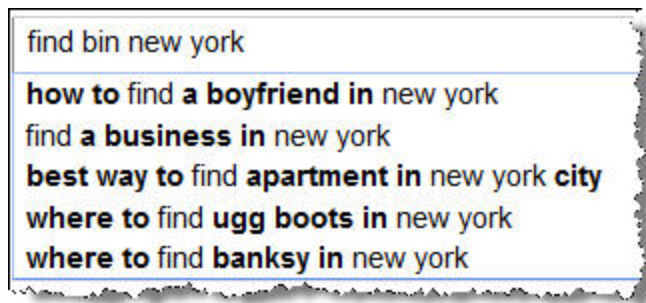 find bin new york
how to find a boyfriend in new york
find a business in new york
best way to find apartment in new york city
where to find ugg boots in new york
where to find banksy in new york